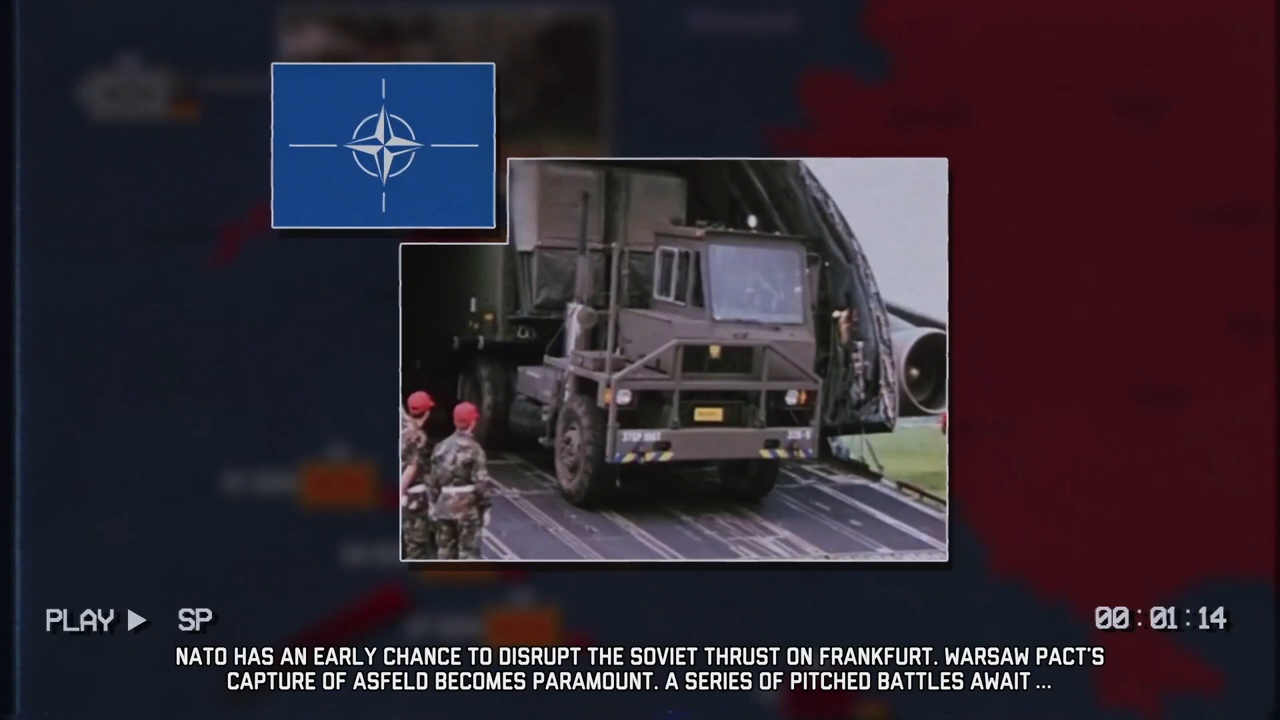 PLAY ▶ SP
00:01:14
NATO HAS AN EARLY CHANCE TO DISRUPT THE SOVIET THRUST ON FRANKFURT. WARSAW PACT'S
CAPTURE OF ASFELD BECOMES PARAMOUNT. A SERIES OF PITCHED BATTLES AWAIT ...